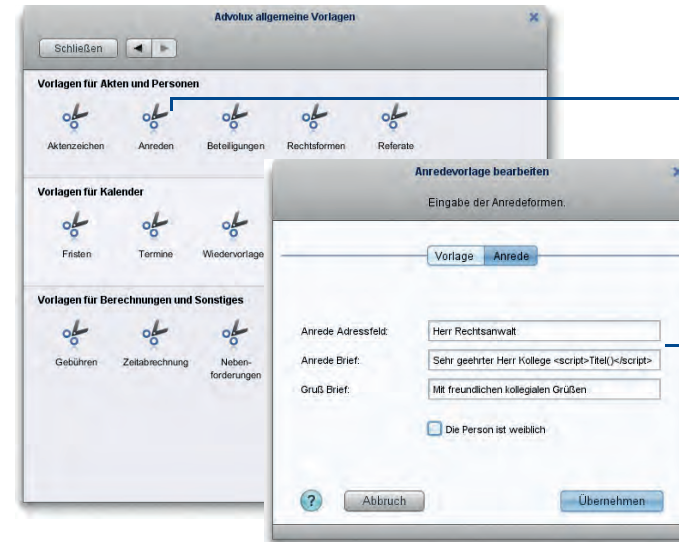 Advolux allgemeine Vorlagen
Schließen
Vorlagen für Akten und Personen
Aktenzeichen Anreden Beteiligungen Rechtsformen Referate
Vorlagen für Kalender
Fristen Termine Wiedervorlage
Vorlagen für Berechnungen und Sonstiges
Gebühren Zeitabrechnung Neben-
forderungen
Anredevorlage bearbeiten
Eingabe der Anredeformen.
Vorlage Anrede
Anrede Adressfeld: Herr Rechtsanwalt
Anrede Brief: Sehr geehrter Herr Kollege <script>Titel()</script>
Gruß Brief: Mit freundlichen kollegialen Grüßen
Die Person ist weiblich
? Abbruch Übernehmen